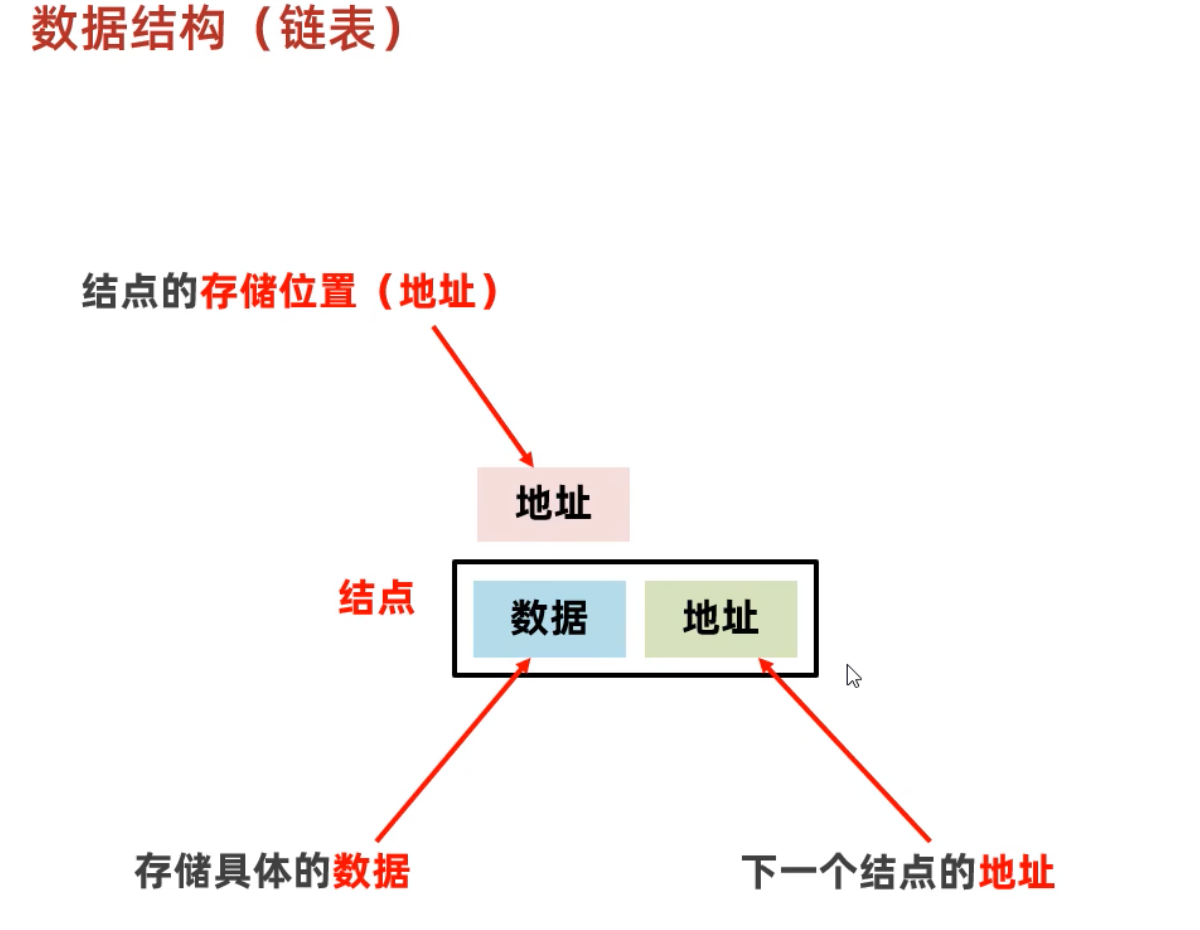 数据结构（链表）
结点的存储位置（地址）
地址
结点
数据
地址
存储具体的数据
下一个结点的地址